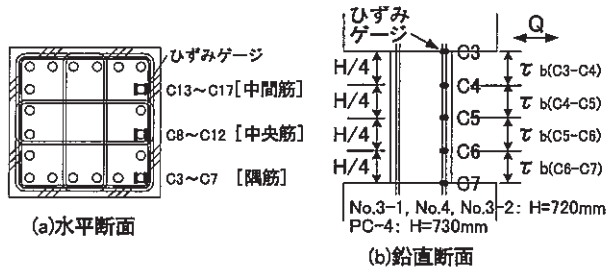 ひずみゲージ
C13~C17[中間筋]
C8~C12 [中央筋]
C3~C7 [隅筋]
(a)水平断面
ひずみ
ゲージ
Q
C3
H/4
τ b(C3-C4)
C4
H/4
τ b(C4-C5)
C5
H/4
τ b(C5-C6)
C6
H/4
τ b(C6-C7)
C7
No.3-1, No.4, No.3-2: H=720mm
PC-4: H=730mm
(b)鉛直断面